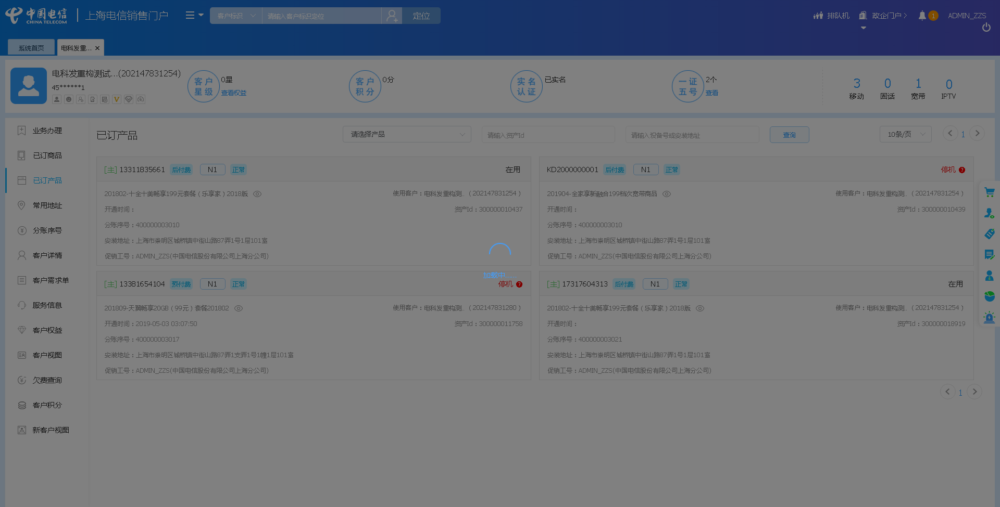 中国电信
CHINA TELECOM
上海电信销售门户
客户标识 请输入客户标识定位 定位
排队机 政企门户 1 ADMIN_ZZS
系统首页 电科发重...
电科发重构测试...(202147831254)
45******1
客户星级 0星 查看权益
客户积分 0分
实名认证 已实名
一证五号 2个 查看
3 0 1 0
移动 固话 宽带 IPTV
业务办理
已订商品
已订产品
常用地址
分账序号
客户详情
客户需求单
服务信息
客户权益
客户视图
欠费查询
客户积分
新客户视图
已订产品 请选择产品 请输入资产Id 请输入设备号或安装地址 查询 10条/页 1
[主] 13311835661 后付费 N1 正常 在用
201802-十全十美畅享199元套餐（乐享家）2018版 使用客户：电科发重构测..（202147831254）
开通时间： 资产Id：300000010437
分账序号：400000003010
安装地址：上海市崇明区城桥镇中街山路87弄1号1层101室
促销工号：ADMIN_ZZS(中国电信股份有限公司上海分公司)
KD2000000001 后付费 N1 正常 停机
201904-全家享新融合199档次宽带商品 使用客户：电科发重构测..（202147831254）
开通时间： 资产Id：300000010439
分账序号：400000003010
安装地址：上海市崇明区城桥镇中街山路87弄1号1层101室
促销工号：ADMIN_ZZS(中国电信股份有限公司上海分公司)
加载中......
[主] 13381654104 预付费 N1 正常 停机
201809-天翼畅享20GB（99元）套餐201802 使用客户：电科发重构测..（202147831280）
开通时间：2019-05-03 03:07:50 资产Id：300000011758
分账序号：400000003017
安装地址：上海市崇明区城桥镇中街山路87弄1支弄1号1幢1层101室
促销工号：ADMIN_ZZS(中国电信股份有限公司上海分公司)
[主] 17317604313 后付费 N1 正常 在用
201802-十全十美畅享199元套餐（乐享家）2018版 使用客户：电科发重构测..（202147831254）
开通时间： 资产Id：300000018919
分账序号：400000003021
安装地址：上海市崇明区城桥镇中街山路87弄1号1层101室
促销工号：ADMIN_ZZS(中国电信股份有限公司上海分公司)
1